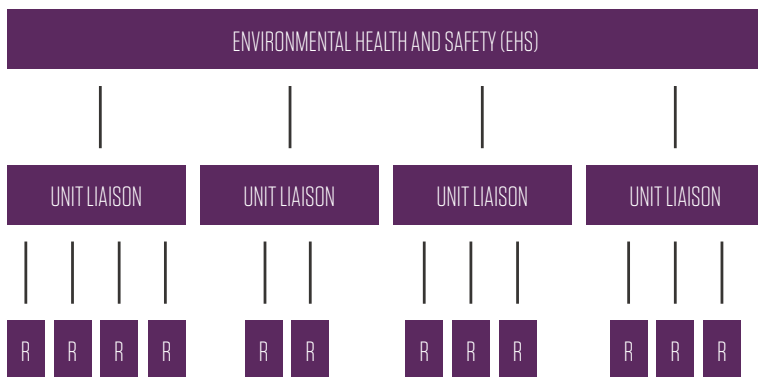 ENVIRONMENTAL HEALTH AND SAFETY (EHS)
UNIT LIAISON UNIT LIAISON UNIT LIAISON UNIT LIAISON
R R R R R R R R R R R R